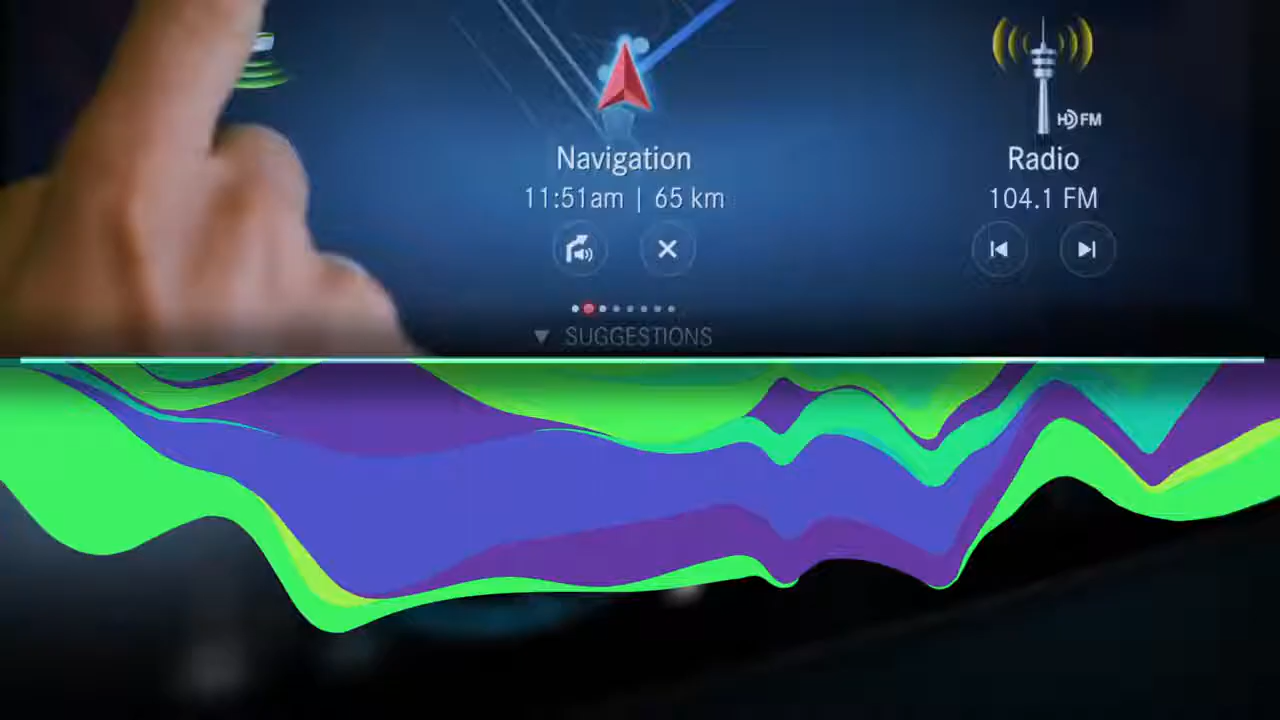 HD FM
Navigation
11:51am | 65 km
Radio
104.1 FM
SUGGESTIONS